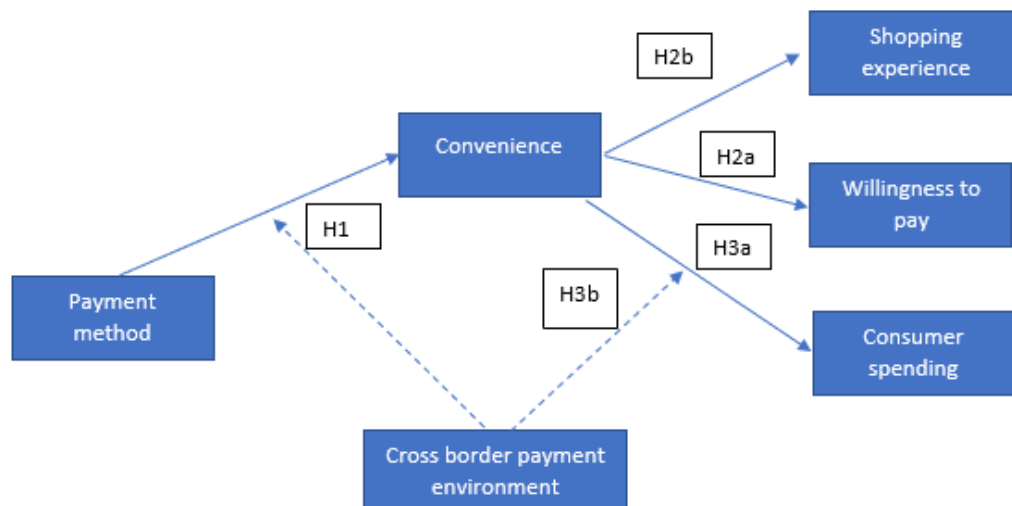 Shopping
experience
H2b
Convenience
H2a
Willingness to
pay
H1
H3a
Payment
method
H3b
Consumer
spending
Cross border payment
environment